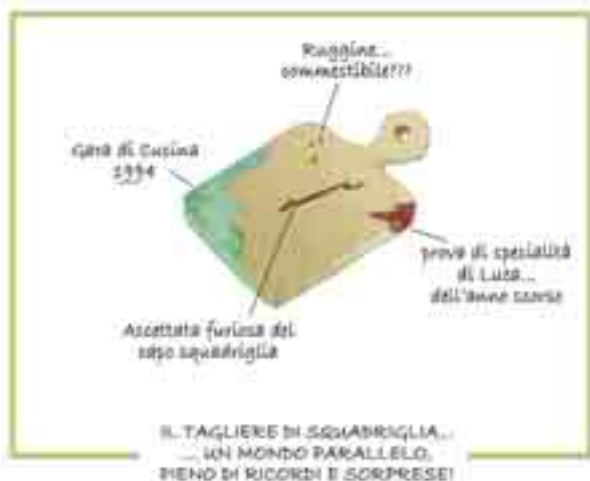 Ruggine...
commestibile???
Gara di Cucina
1994
prova di specialità
di Luca...
dell'anno scorso
Accettata furiosa del
capo squadriglia
IL TAGLIERE DI SQUADRIGLIA...
... UN MONDO PARALLELO,
PIENO DI RICORDI E SORPRESE!